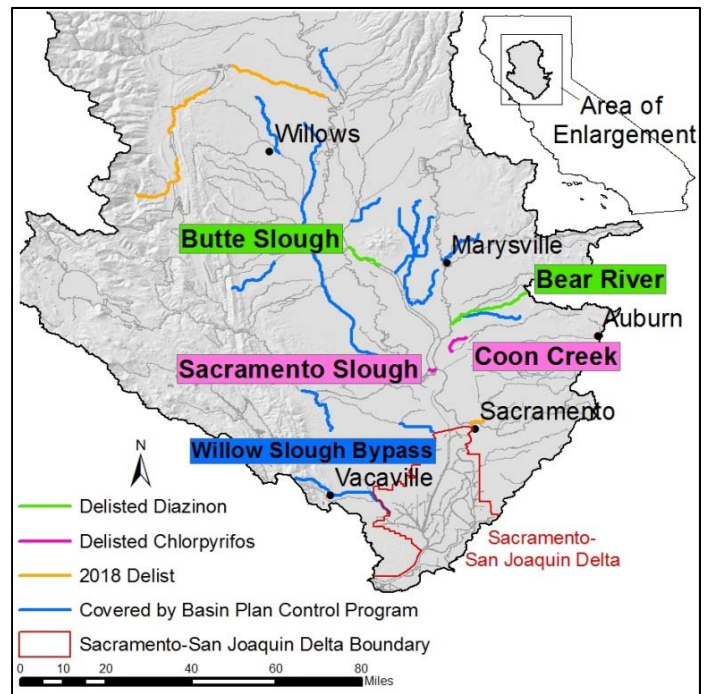 Area of
Enlargement
Willows
Butte Slough
Marysville
Bear River
Auburn
Sacramento Slough
Coon Creek
Sacramento
Willow Slough Bypass
N
Vacaville
Delisted Diazinon
Delisted Chlorpyrifos
Sacramento-
San Joaquin Delta
2018 Delist
Covered by Basin Plan Control Program
Sacramento-San Joaquin Delta Boundary
0 10 20 40 60 80
Miles